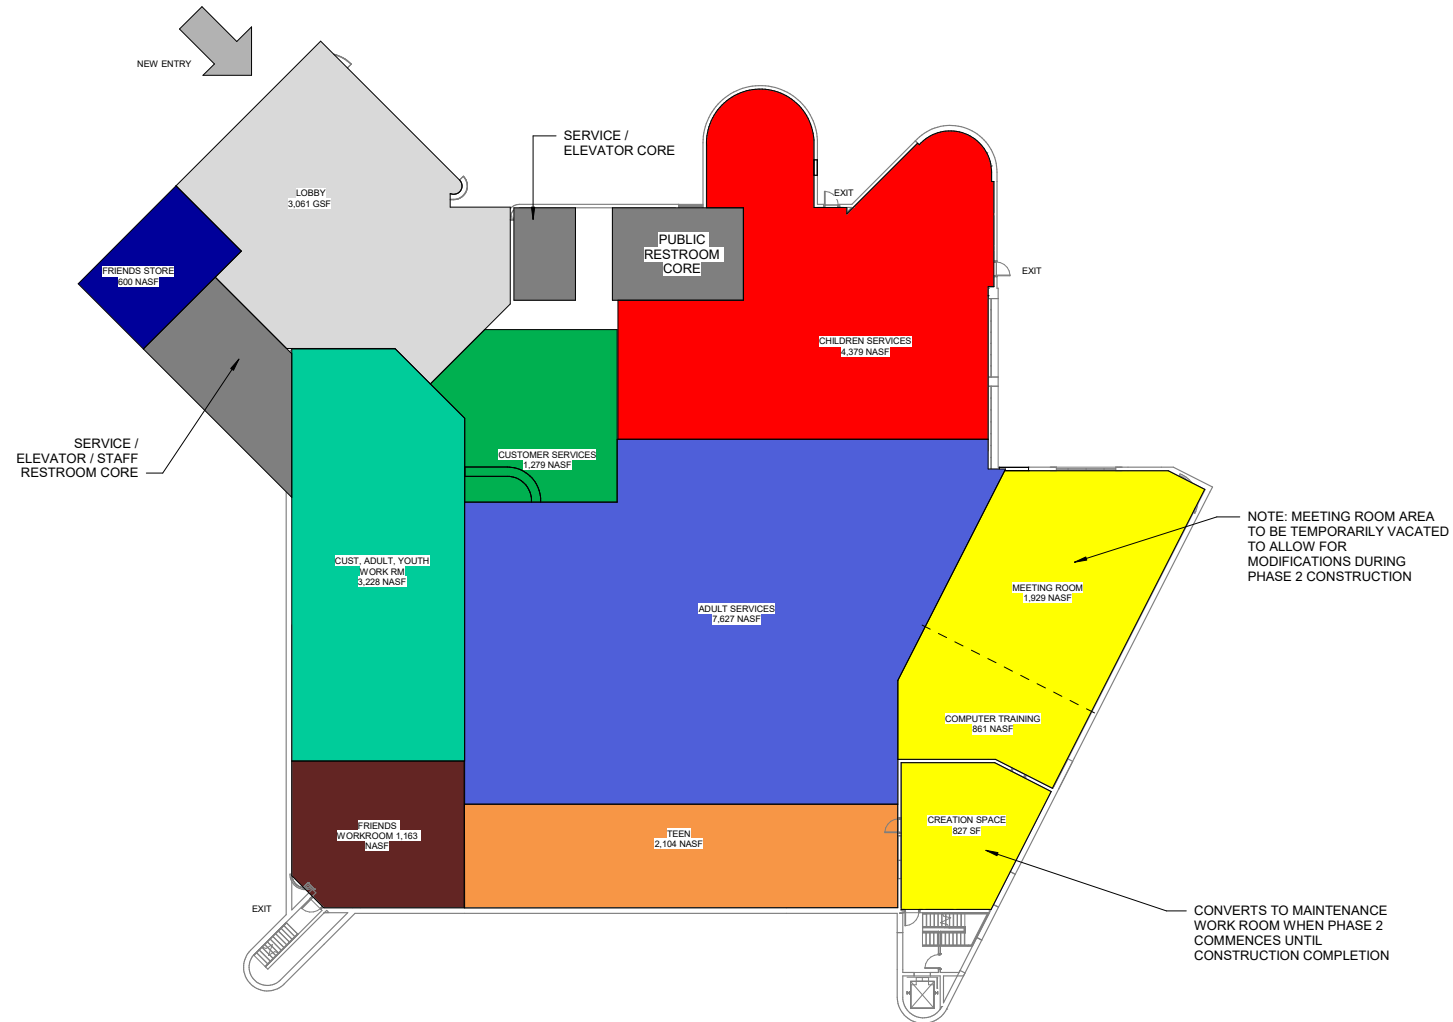 NEW ENTRY
SERVICE /
ELEVATOR CORE
LOBBY
3,061 GSF
EXIT
PUBLIC
RESTROOM
CORE
FRIENDS STORE
600 NASF
EXIT
CHILDREN SERVICES
4,379 NASF
SERVICE /
ELEVATOR / STAFF
RESTROOM CORE
CUSTOMER SERVICES
1,279 NASF
NOTE: MEETING ROOM AREA
TO BE TEMPORARILY VACATED
TO ALLOW FOR
MODIFICATIONS DURING
PHASE 2 CONSTRUCTION
CUST, ADULT, YOUTH
WORK RM
3,228 NASF
MEETING ROOM
1,929 NASF
ADULT SERVICES
7,627 NASF
COMPUTER TRAINING
861 NASF
FRIENDS
WORKROOM 1,163
NASF
TEEN
2,104 NASF
CREATION SPACE
827 SF
EXIT
CONVERTS TO MAINTENANCE
WORK ROOM WHEN PHASE 2
COMMENCES UNTIL
CONSTRUCTION COMPLETION